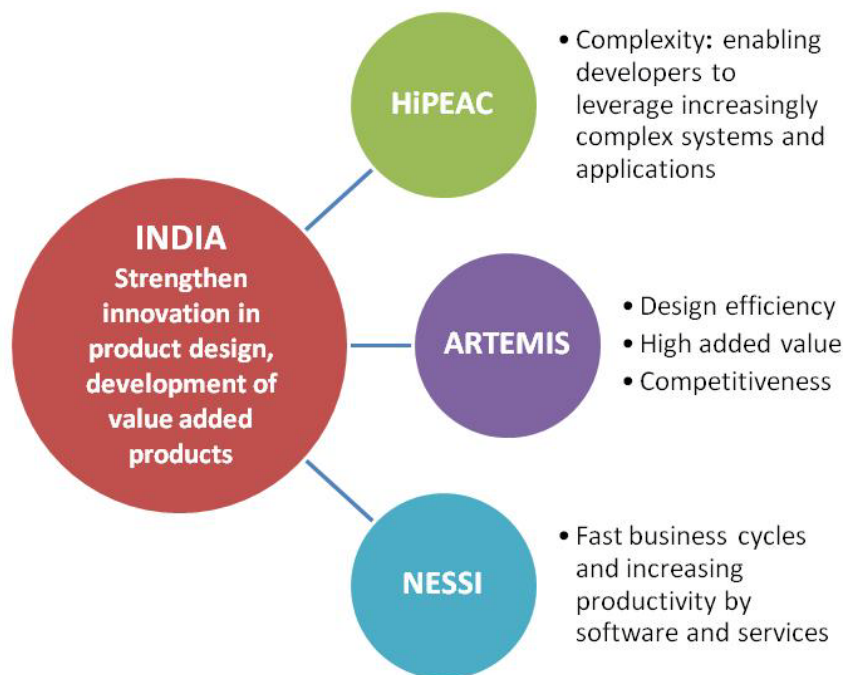 HiPEAC
• Complexity: enabling
developers to
leverage increasingly
complex systems and
applications
INDIA
Strengthen
innovation in
product design,
development of
value added
products
ARTEMIS
• Design efficiency
• High added value
• Competitiveness
NESSI
• Fast business cycles
and increasing
productivity by
software and services